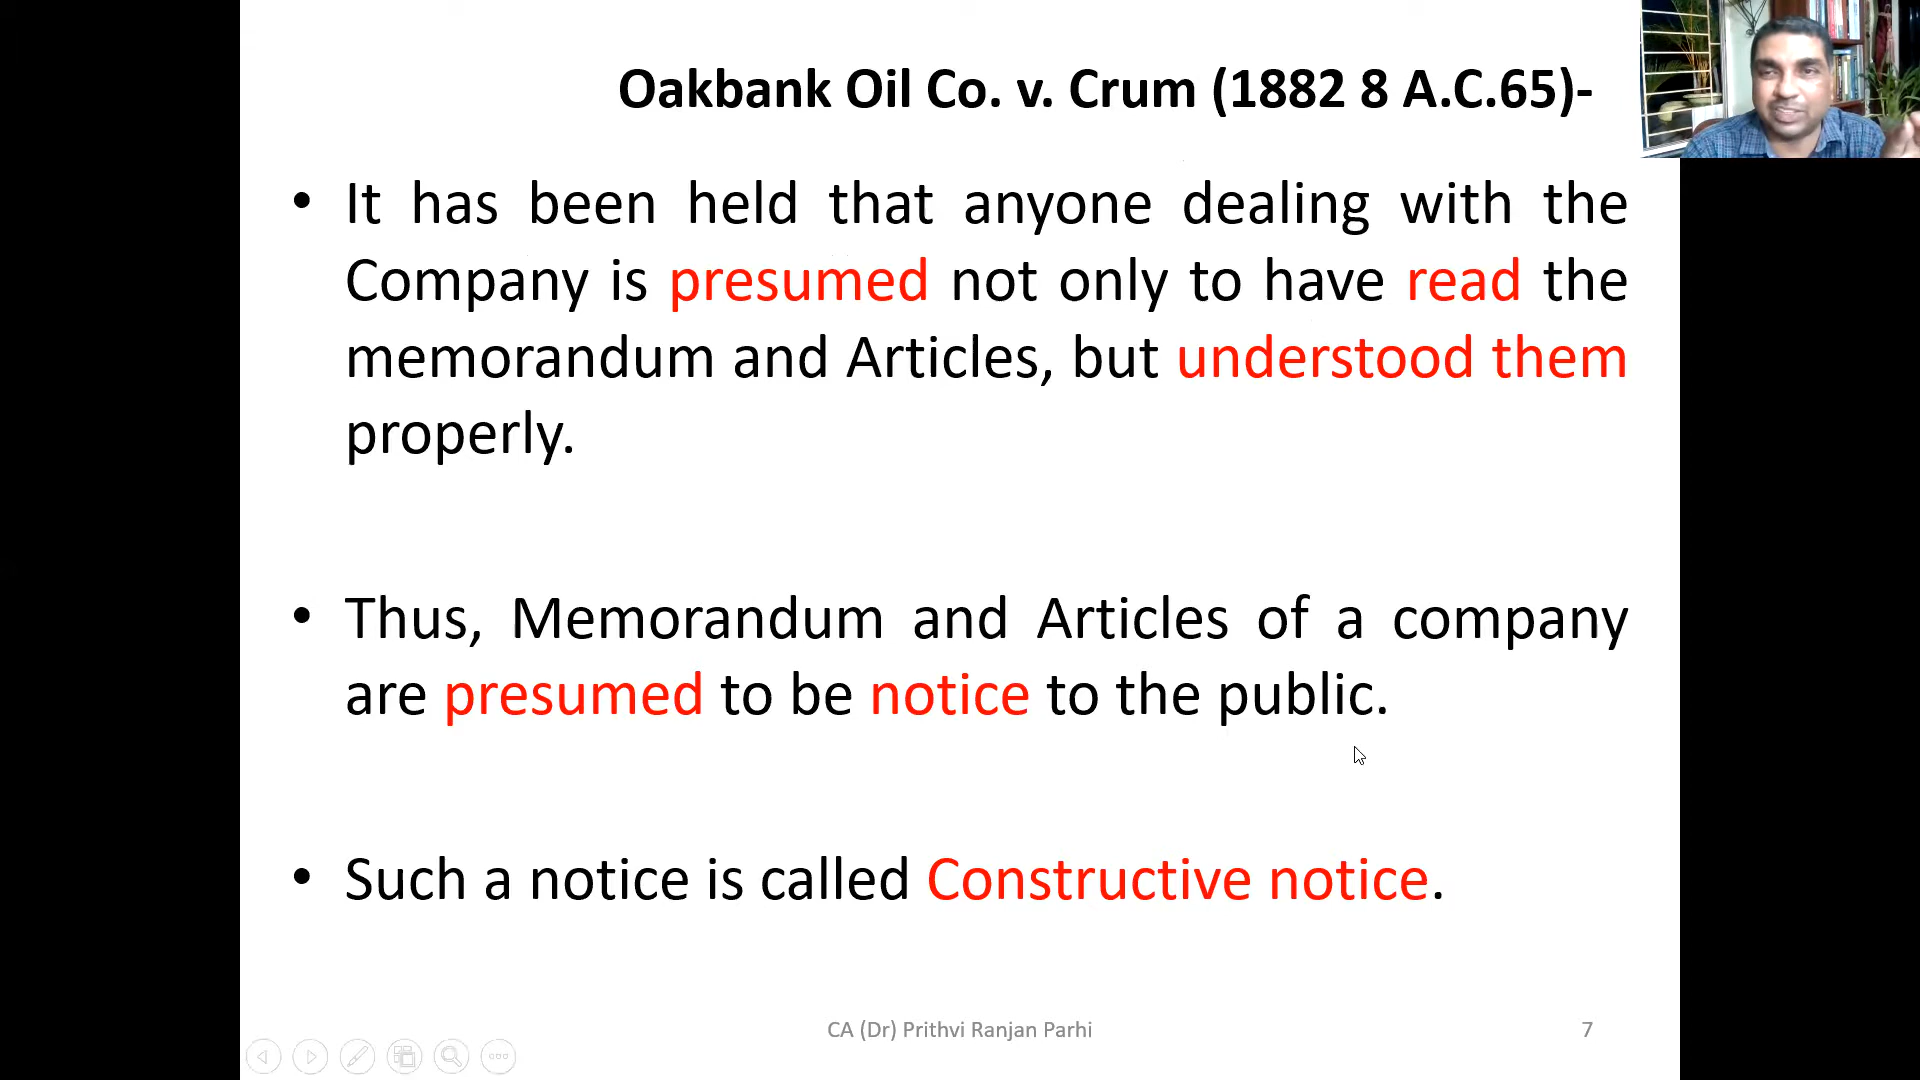 Oakbank Oil Co. v. Crum (1882 8 A.C.65)-
• It has been held that anyone dealing with the
Company is presumed not only to have read the
memorandum and Articles, but understood them
properly.
• Thus, Memorandum and Articles of a company
are presumed to be notice to the public.
• Such a notice is called Constructive notice.
CA (Dr) Prithvi Ranjan Parhi
7